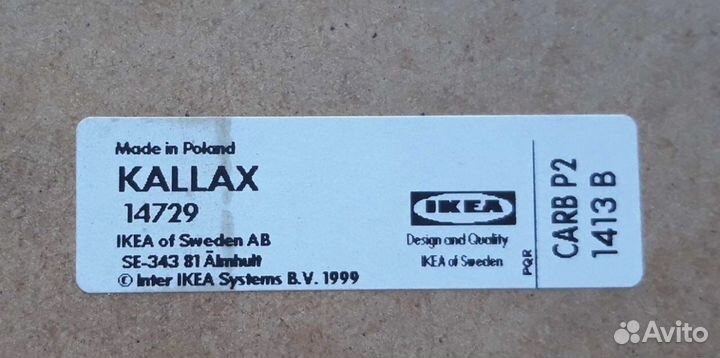 Made in Poland
KALLAX
14729
IKEA of Sweden AB
SE-343 81 Älmhult
© Inter IKEA Systems B.V. 1999
IKEA
Design and Quality
IKEA of Sweden
PQR
CARB P2
1413 B
Avito